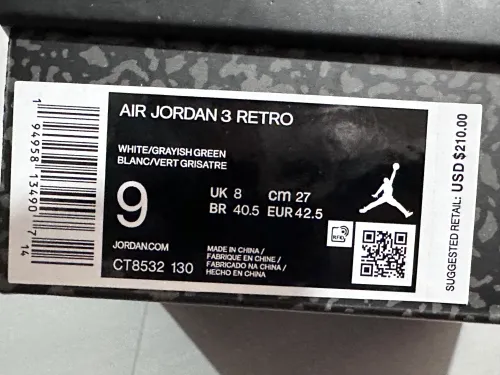 AIR JORDAN 3 RETRO
WHITE/GRAYISH GREEN
BLANC/VERT GRISATRE
9
UK 8 cm 27
BR 40.5 EUR 42.5
JORDAN.COM
CT8532 130
MADE IN CHINA /
FABRIQUE EN CHINE /
FABRICADO NA CHINA /
HECHO EN CHINA
RFID
1 94958 13490 7 14
SUGGESTED RETAIL: USD $210.00